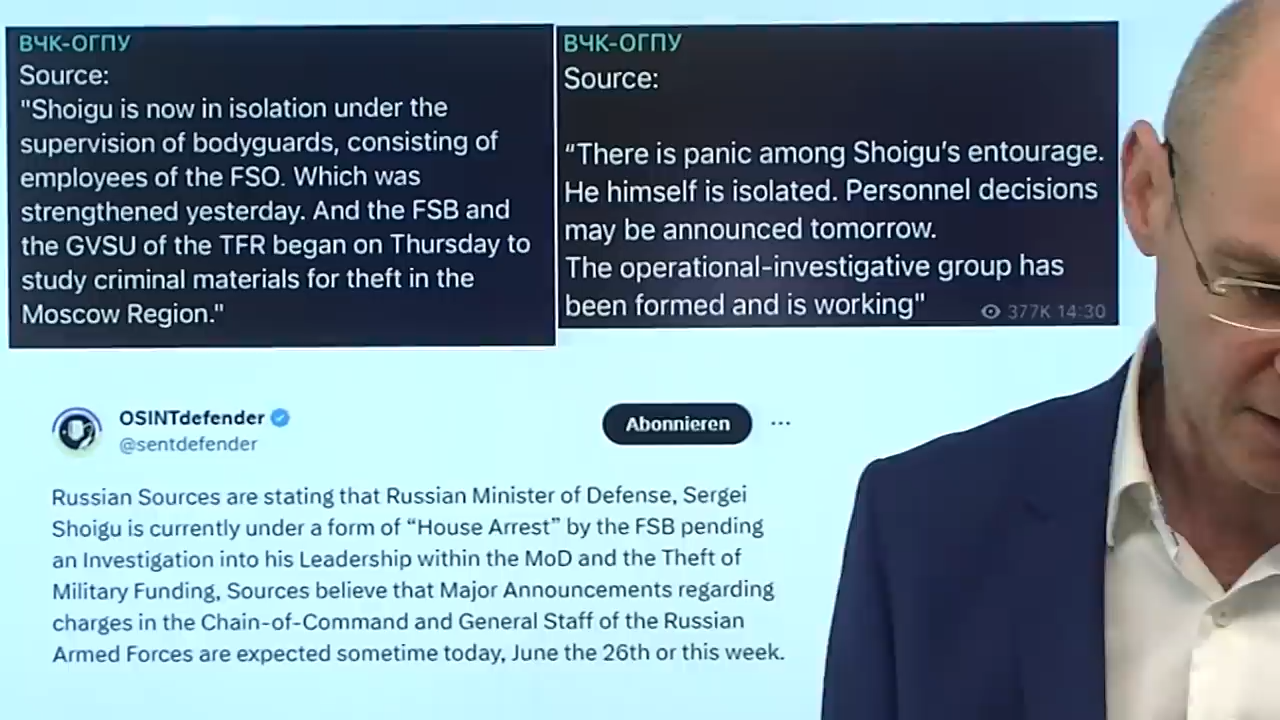 ВЧК-ОГПУ
Source:
"Shoigu is now in isolation under the
supervision of bodyguards, consisting of
employees of the FSO. Which was
strengthened yesterday. And the FSB and
the GVSU of the TFR began on Thursday to
study criminal materials for theft in the
Moscow Region."
ВЧК-ОГПУ
Source:
“There is panic among Shoigu’s entourage.
He himself is isolated. Personnel decisions
may be announced tomorrow.
The operational-investigative group has
been formed and is working"
377K 14:30
OSINTdefender
@sentdefender
Abonnieren
Russian Sources are stating that Russian Minister of Defense, Sergei
Shoigu is currently under a form of “House Arrest” by the FSB pending
an Investigation into his Leadership within the MoD and the Theft of
Military Funding, Sources believe that Major Announcements regarding
charges in the Chain-of-Command and General Staff of the Russian
Armed Forces are expected sometime today, June the 26th or this week.